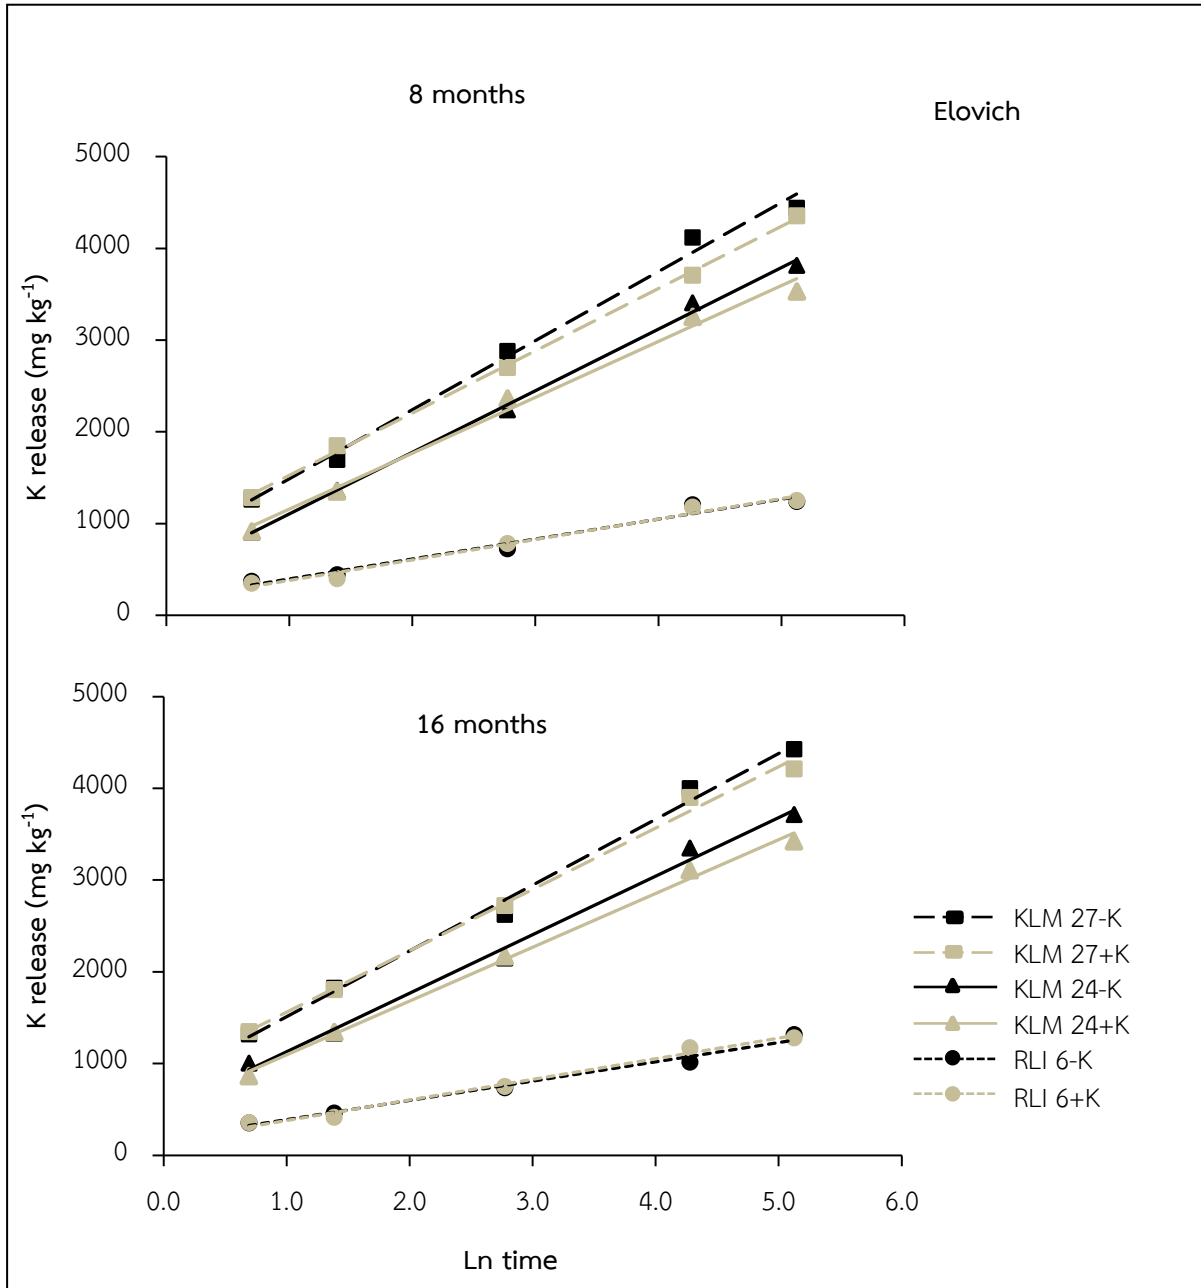 8 months
Elovich
5000
4000
3000
2000
1000
0
K release (mg kg⁻¹)
16 months
5000
4000
3000
2000
1000
0
K release (mg kg⁻¹)
0.0 1.0 2.0 3.0 4.0 5.0 6.0
Ln time
KLM 27-K
KLM 27+K
KLM 24-K
KLM 24+K
RLI 6-K
RLI 6+K